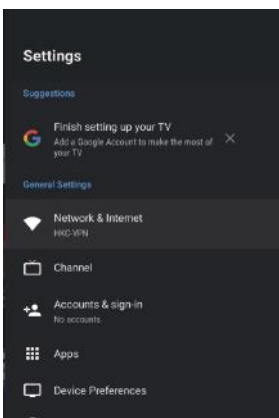 Settings
Suggestions
Finish setting up your TV
Add a Google Account to make the most of
your TV
General Settings
Network & Internet
HKC-VPN
Channel
Accounts & sign-in
No accounts
Apps
Device Preferences